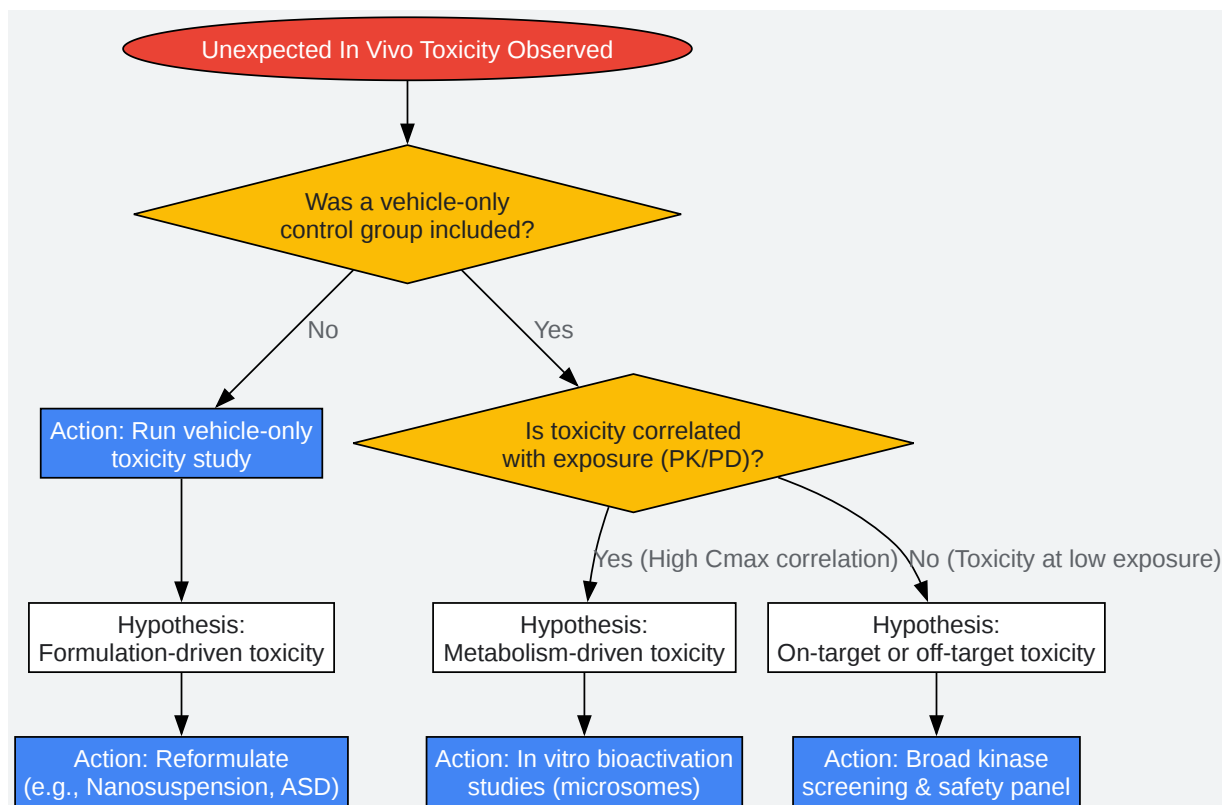 Unexpected In Vivo Toxicity Observed
Was a vehicle-only
control group included?
No
Yes
Action: Run vehicle-only
toxicity study
Is toxicity correlated
with exposure (PK/PD)?
Yes (High Cmax correlation)
No (Toxicity at low exposure)
Hypothesis:
Formulation-driven toxicity
Hypothesis:
Metabolism-driven toxicity
Hypothesis:
On-target or off-target toxicity
Action: Reformulate
(e.g., Nanosuspension, ASD)
Action: In vitro bioactivation
studies (microsomes)
Action: Broad kinase
screening & safety panel